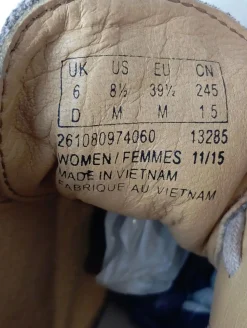 UK US EU CN
6 8½ 39½ 245
D M M 1.5
261080974060 13285
WOMEN/FEMMES 11/15
MADE IN VIETNAM
FABRIQUE AU VIETNAM